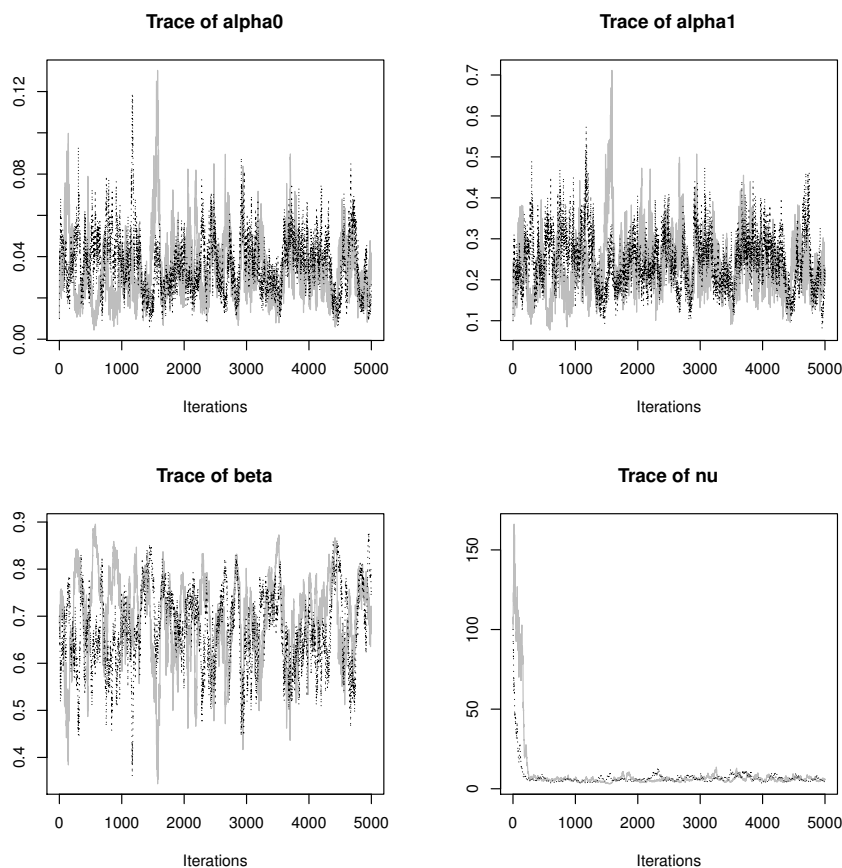 Trace of alpha0
0.00 0.04 0.08 0.12
0 1000 2000 3000 4000 5000
Iterations
Trace of alpha1
0.1 0.2 0.3 0.4 0.5 0.6 0.7
0 1000 2000 3000 4000 5000
Iterations
Trace of beta
0.4 0.5 0.6 0.7 0.8 0.9
0 1000 2000 3000 4000 5000
Iterations
Trace of nu
0 50 100 150
0 1000 2000 3000 4000 5000
Iterations